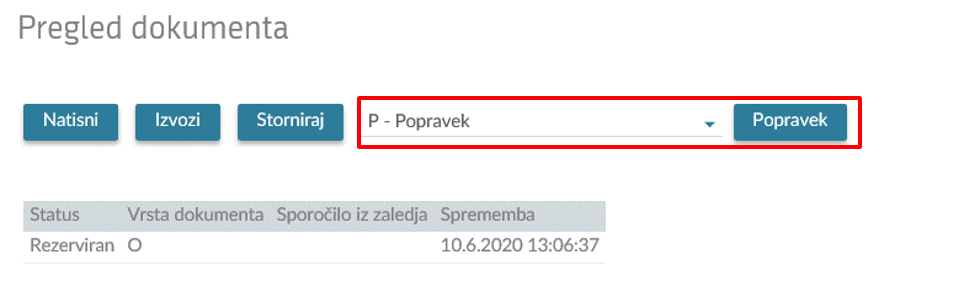 Pregled dokumenta
Natisni Izvozi Storniraj P - Popravek Popravek
Status Vrsta dokumenta Sporočilo iz zaledja Sprememba
Rezerviran O 10.6.2020 13:06:37